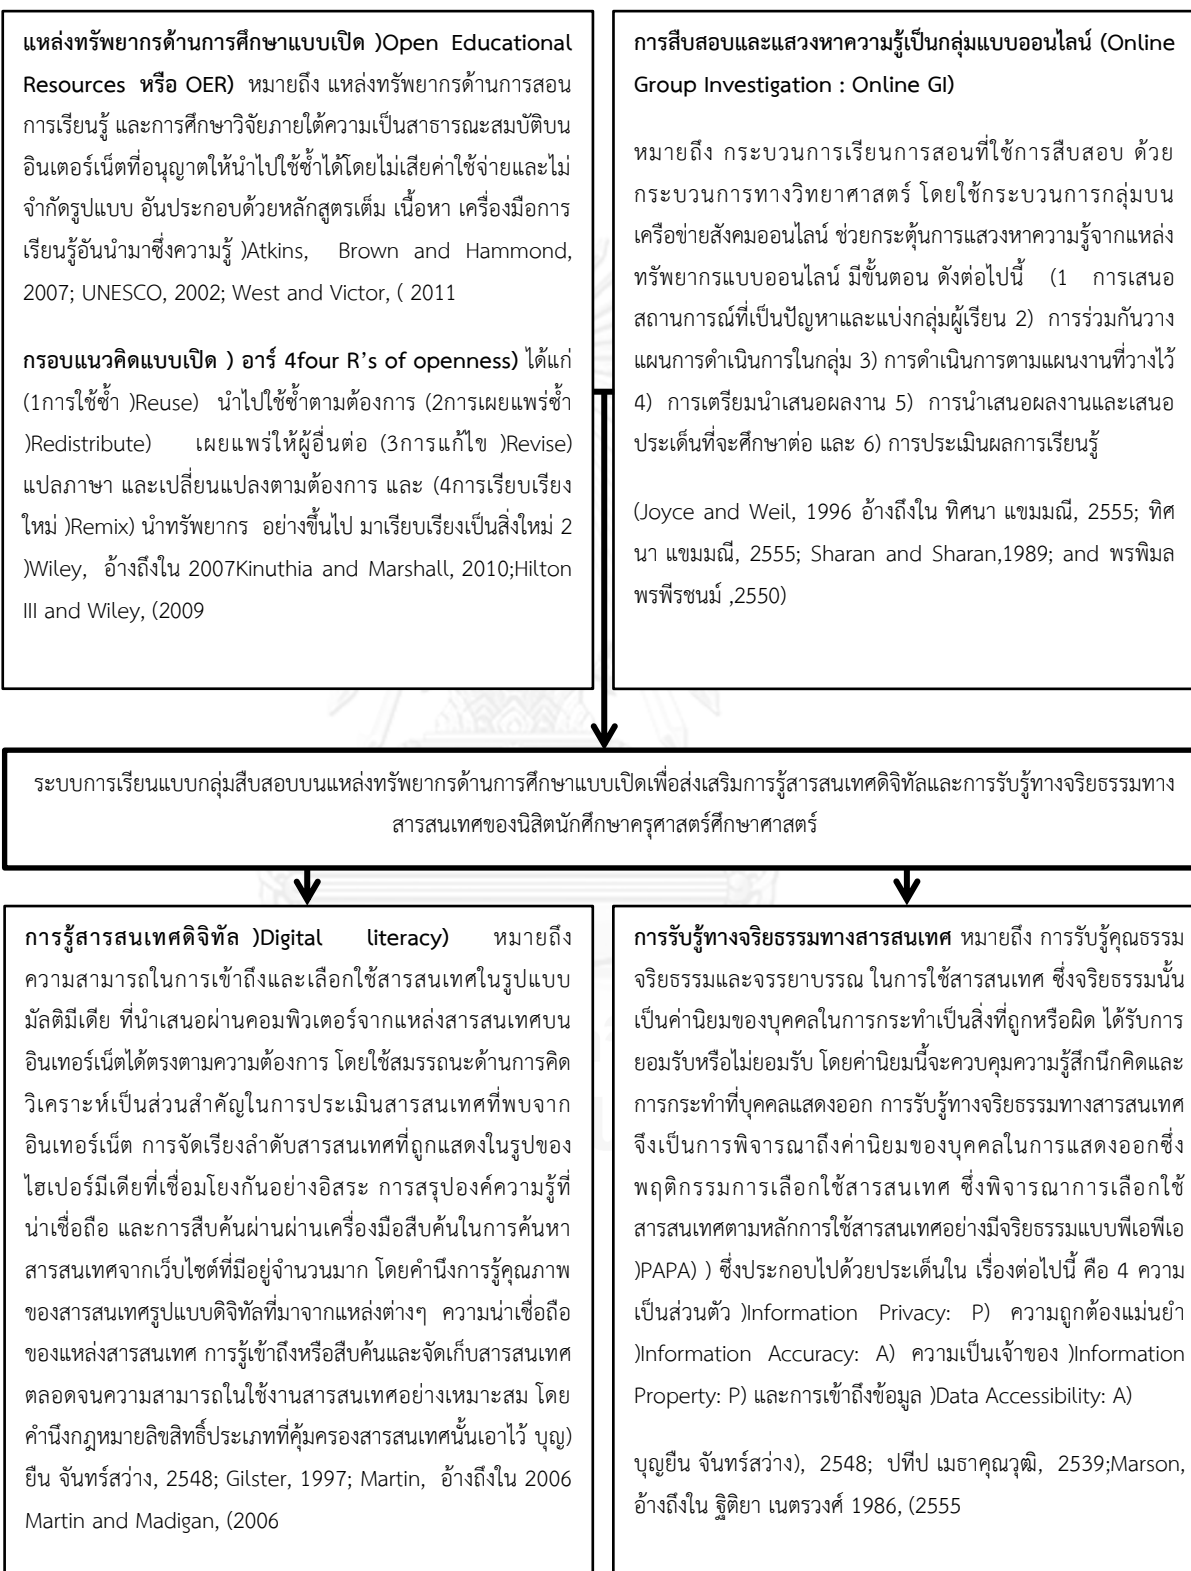 แหล่งทรัพยากรด้านการศึกษาแบบเปิด )Open Educational
Resources หรือ OER) หมายถึง แหล่งทรัพยากรด้านการสอน
การเรียนรู้ และการศึกษาวิจัยภายใต้ความเป็นสาธารณะสมบัติบน
อินเตอร์เน็ตที่อนุญาตให้นำไปใช้ซ้ำได้โดยไม่เสียค่าใช้จ่ายและไม่
จำกัดรูปแบบ อันประกอบด้วยหลักสูตรเต็ม เนื้อหา เครื่องมือการ
เรียนรู้อันนำมาซึ่งความรู้ )Atkins, Brown and Hammond,
2007; UNESCO, 2002; West and Victor, ( 2011
กรอบแนวคิดแบบเปิด ) อาร์ 4four R’s of openness) ได้แก่
(1การใช้ซ้ำ )Reuse) นำไปใช้ซ้ำตามต้องการ (2การเผยแพร่ซ้ำ
)Redistribute) เผยแพร่ให้ผู้อื่นต่อ (3การแก้ไข )Revise)
แปลภาษา และเปลี่ยนแปลงตามต้องการ และ (4การเรียบเรียง
ใหม่ )Remix) นำทรัพยากร อย่างขึ้นไป มาเรียบเรียงเป็นสิ่งใหม่ 2
)Wiley, อ้างถึงใน 2007Kinuthia and Marshall, 2010;Hilton
III and Wiley, (2009
การสืบสอบและแสวงหาความรู้เป็นกลุ่มแบบออนไลน์ (Online
Group Investigation : Online GI)
หมายถึง กระบวนการเรียนการสอนที่ใช้การสืบสอบ ด้วย
กระบวนการทางวิทยาศาสตร์ โดยใช้กระบวนการกลุ่มบน
เครือข่ายสังคมออนไลน์ ช่วยกระตุ้นการแสวงหาความรู้จากแหล่ง
ทรัพยากรแบบออนไลน์ มีขั้นตอน ดังต่อไปนี้ (1 การเสนอ
สถานการณ์ที่เป็นปัญหาและแบ่งกลุ่มผู้เรียน 2) การร่วมกันวาง
แผนการดำเนินการในกลุ่ม 3) การดำเนินการตามแผนงานที่วางไว้
4) การเตรียมนำเสนอผลงาน 5) การนำเสนอผลงานและเสนอ
ประเด็นที่จะศึกษาต่อ และ 6) การประเมินผลการเรียนรู้
(Joyce and Weil, 1996 อ้างถึงใน ทิศนา แขมมณี, 2555; ทิศ
นา แขมมณี, 2555; Sharan and Sharan,1989; and พรพิมล
พรพีรชนม์ ,2550)
ระบบการเรียนแบบกลุ่มสืบสอบบนแหล่งทรัพยากรด้านการศึกษาแบบเปิดเพื่อส่งเสริมการรู้สารสนเทศดิจิทัลและการรับรู้ทางจริยธรรมทาง
สารสนเทศของนิสิตนักศึกษาครุศาสตร์ศึกษาศาสตร์
การรู้สารสนเทศดิจิทัล )Digital literacy) หมายถึง
ความสามารถในการเข้าถึงและเลือกใช้สารสนเทศในรูปแบบ
มัลติมีเดีย ที่นำเสนอผ่านคอมพิวเตอร์จากแหล่งสารสนเทศบน
อินเทอร์เน็ตได้ตรงตามความต้องการ โดยใช้สมรรถนะด้านการคิด
วิเคราะห์เป็นส่วนสำคัญในการประเมินสารสนเทศที่พบจาก
อินเทอร์เน็ต การจัดเรียงลำดับสารสนเทศที่ถูกแสดงในรูปของ
ไฮเปอร์มีเดียที่เชื่อมโยงกันอย่างอิสระ การสรุปองค์ความรู้ที่
น่าเชื่อถือ และการสืบค้นผ่านผ่านเครื่องมือสืบค้นในการค้นหา
สารสนเทศจากเว็บไซต์ที่มีอยู่จำนวนมาก โดยคำนึงการรู้คุณภาพ
ของสารสนเทศรูปแบบดิจิทัลที่มาจากแหล่งต่างๆ ความน่าเชื่อถือ
ของแหล่งสารสนเทศ การรู้เข้าถึงหรือสืบค้นและจัดเก็บสารสนเทศ
ตลอดจนความสามารถในใช้งานสารสนเทศอย่างเหมาะสม โดย
คำนึงกฎหมายลิขสิทธิ์ประเภทที่คุ้มครองสารสนเทศนั้นเอาไว้ บุญ)
ยืน จันทร์สว่าง, 2548; Gilster, 1997; Martin, อ้างถึงใน 2006
Martin and Madigan, (2006
การรับรู้ทางจริยธรรมทางสารสนเทศ หมายถึง การรับรู้คุณธรรม
จริยธรรมและจรรยาบรรณ ในการใช้สารสนเทศ ซึ่งจริยธรรมนั้น
เป็นค่านิยมของบุคคลในการกระทำเป็นสิ่งที่ถูกหรือผิด ได้รับการ
ยอมรับหรือไม่ยอมรับ โดยค่านิยมนี้จะควบคุมความรู้สึกนึกคิดและ
การกระทำที่บุคคลแสดงออก การรับรู้ทางจริยธรรมทางสารสนเทศ
จึงเป็นการพิจารณาถึงค่านิยมของบุคคลในการแสดงออกซึ่ง
พฤติกรรมการเลือกใช้สารสนเทศ ซึ่งพิจารณาการเลือกใช้
สารสนเทศตามหลักการใช้สารสนเทศอย่างมีจริยธรรมแบบพีเอพีเอ
)PAPA) ) ซึ่งประกอบไปด้วยประเด็นใน เรื่องต่อไปนี้ คือ 4 ความ
เป็นส่วนตัว )Information Privacy: P) ความถูกต้องแม่นยำ
)Information Accuracy: A) ความเป็นเจ้าของ )Information
Property: P) และการเข้าถึงข้อมูล )Data Accessibility: A)
บุญยืน จันทร์สว่าง), 2548; ปทีป เมธาคุณวุฒิ, 2539;Marson,
อ้างถึงใน ฐิติยา เนตรวงศ์ 1986, (2555